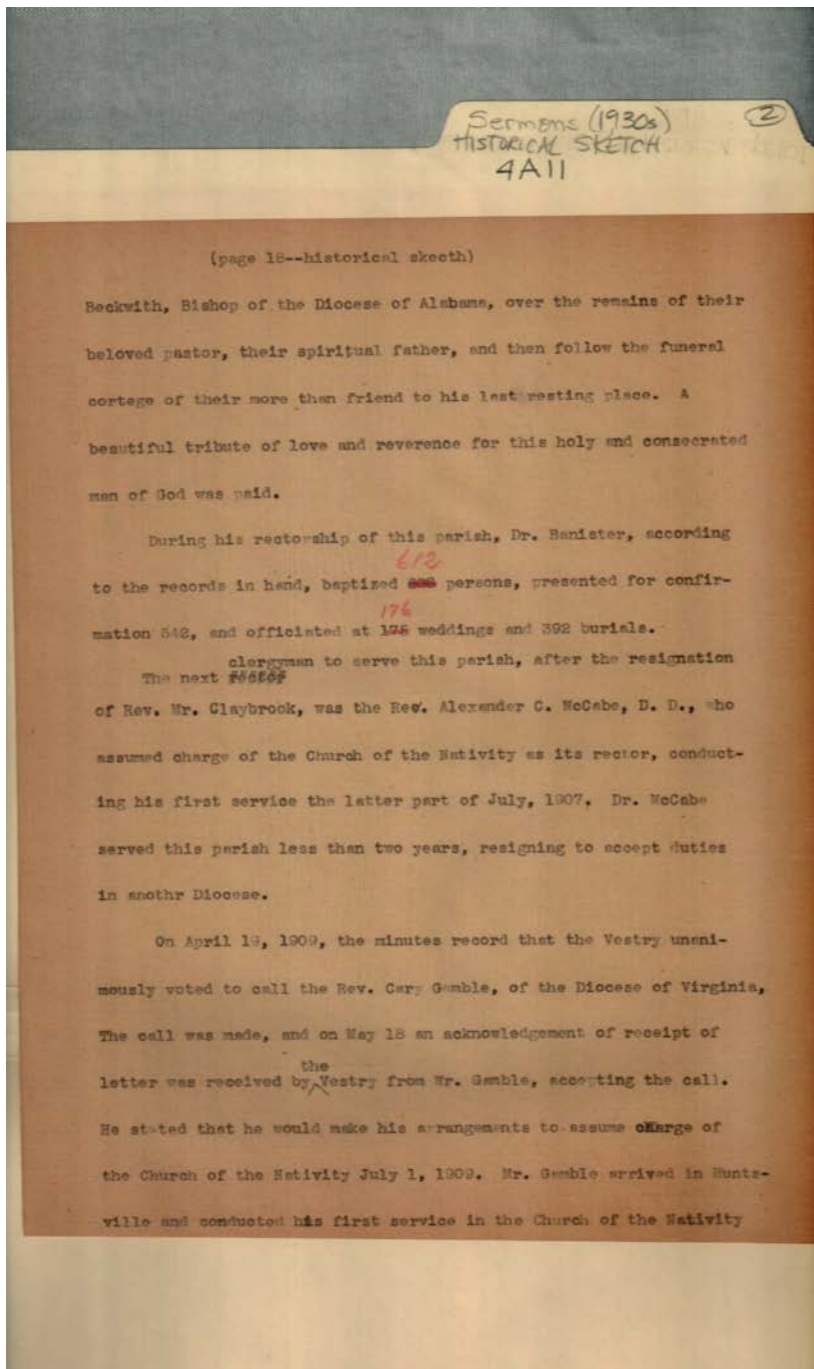 Sermons (1930s)
2
HISTORICAL SKETCH
4A11
(page 18--historical skecth)
Beckwith, Bishop of the Diocese of Alabama, over the remains of their
beloved pastor, their spiritual father, and then follow the funeral
cortege of their more than friend to his last resting place. A
beautiful tribute of love and reverence for this holy and consecrated
man of God was paid.
During his rectorship of this parish, Dr. Banister, according
612
to the records in hand, baptized persons, presented for confir-
176
mation 342, and officiated at 175 weddings and 392 burials.
clergyman to serve this parish, after the resignation
The next rector
of Rev. Mr. Claybrook, was the Rev. Alexander C. McCabe, D. D., who
assumed charge of the Church of the Nativity as its rector, conduct-
ing his first service the latter part of July, 1907. Dr. McCabe
served this parish less than two years, resigning to accept duties
in anothr Diocese.
On April 19, 1909, the minutes record that the Vestry unani-
mously voted to call the Rev. Cary Gamble, of the Diocese of Virginia,
The call was made, and on May 18 an acknowledgement of receipt of
the
letter was received by Vestry from Mr. Gamble, accepting the call.
He stated that he would make his arrangements to assume charge of
the Church of the Nativity July 1, 1909. Mr. Gamble arrived in Hunts-
ville and conducted his first service in the Church of the Nativity